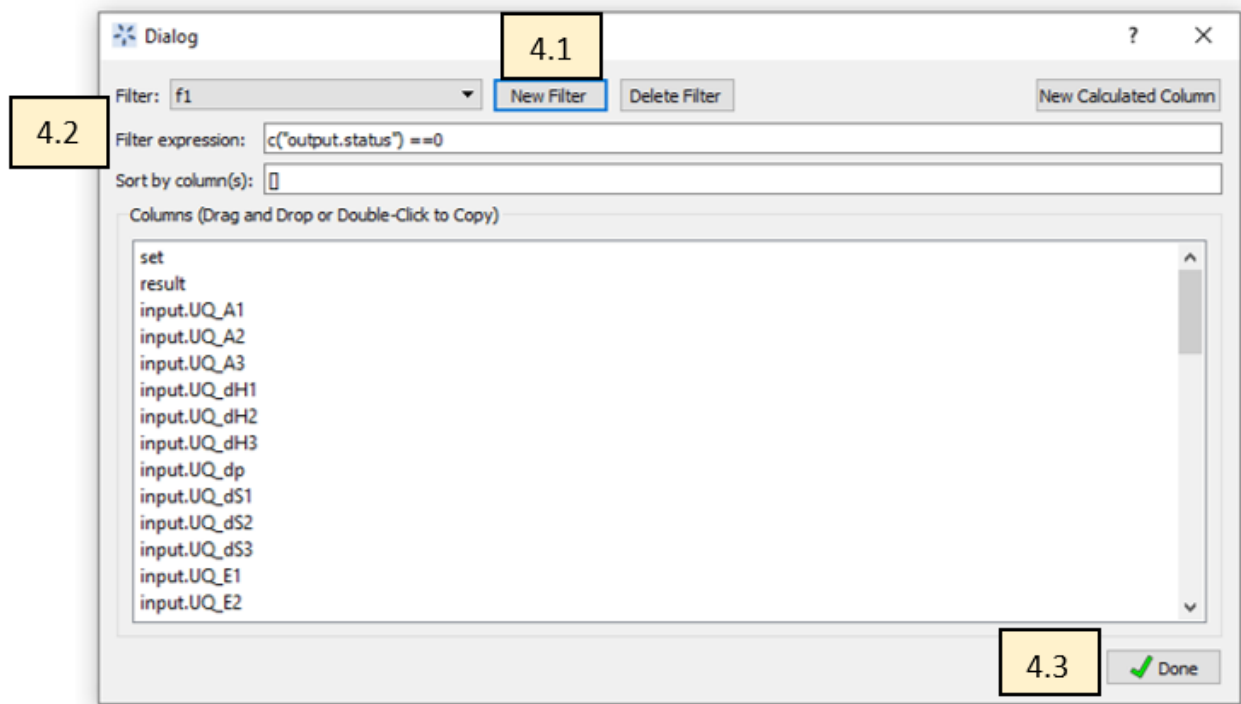 Dialog
?
4.1
Filter: f1 New Filter Delete Filter New Calculated Column
4.2
Filter expression: c("output.status") ==0
Sort by column(s): []
Columns (Drag and Drop or Double-Click to Copy)
set
result
input.UQ_A1
input.UQ_A2
input.UQ_A3
input.UQ_dH1
input.UQ_dH2
input.UQ_dH3
input.UQ_dp
input.UQ_dS1
input.UQ_dS2
input.UQ_dS3
input.UQ_E1
input.UQ_E2
4.3
Done